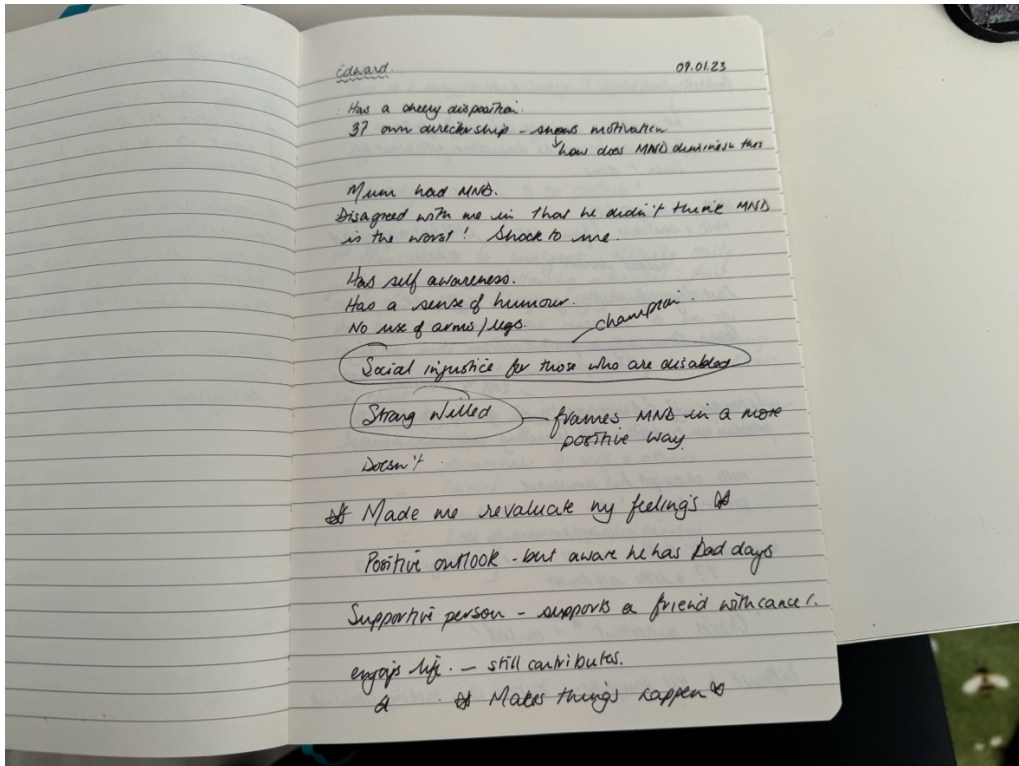 Edward. 09.01.23
Has a cheery disposition.
37 own directorship - shows motivation
how does MND diminish this
Mum had MND.
Disagreed with me in that he didn't think MND
is the worst! Shock to me.
Has self awareness.
Has a sense of humour.
No use of arms/legs.
champion.
Social injustice for those who are disabled
Strong Willed
frames MND in a more
positive way
Doesn't
Made me revaluate my feelings
Positive outlook - but aware he has bad days
Supportive person - supports a friend with cancer.
enjoys life. - still contributes.
&
Makes things happen